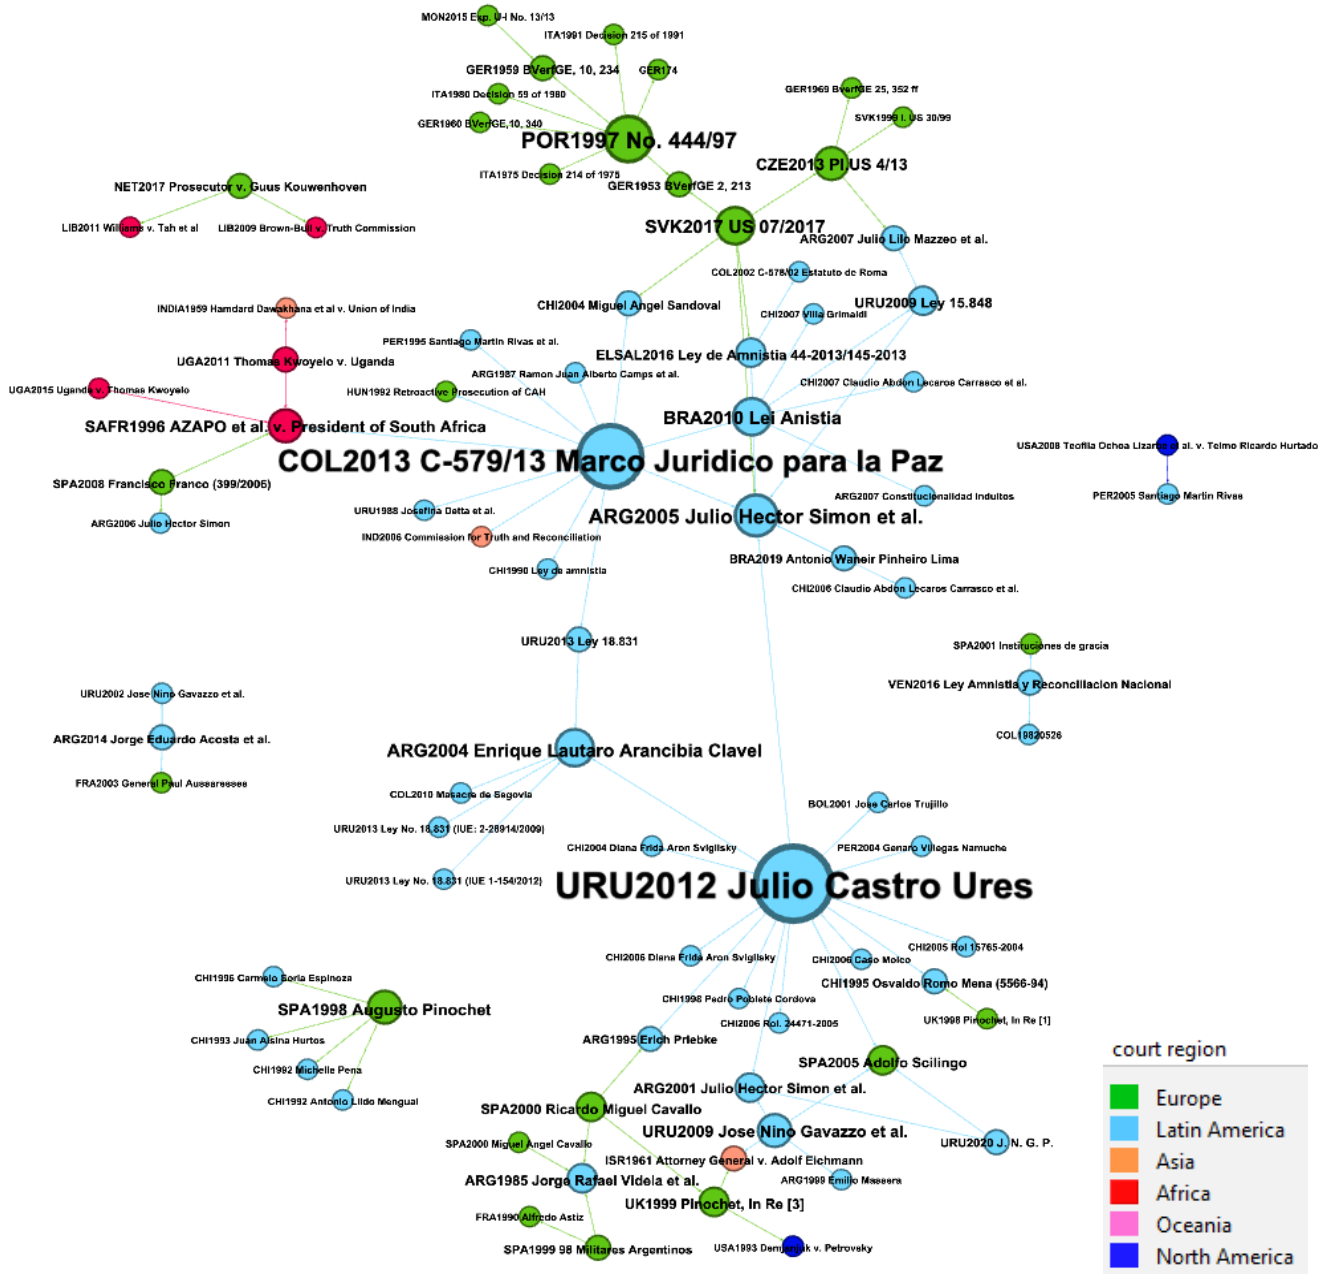 MON2015 Exp. U-I No. 13/13
ITA1991 Decision 215 of 1991
GER1959 BVerfGE, 10, 234
GER174
ITA1980 Decision 59 of 1980
GER1969 BverfGE 25, 352 ff
GER1960 BVerfGE,10, 340
SVK1999 I. US 30/99
POR1997 No. 444/97
CZE2013 Pl.US 4/13
ITA1975 Decision 214 of 1975
GER1953 BVerfGE 2, 213
NET2017 Prosecutor v. Guus Kouwenhoven
LIB2011 Williams v. Tah et al
LIB2009 Brown-Bull v. Truth Commission
SVK2017 US 07/2017
ARG2007 Julio Lilo Mazzeo et al.
COL2002 C-578/02 Estatuto de Roma
INDIA1959 Hamdard Dawakhana et al v. Union of India
CHI2004 Miguel Angel Sandoval
URU2009 Ley 15.848
CHI2007 Villa Grimaldi
PER1995 Santiago Martin Rivas et al.
UGA2011 Thomas Kwoyelo v. Uganda
ELSAL2016 Ley de Amnistia 44-2013/145-2013
ARG1987 Ramon Juan Alberto Camps et al.
CHI2007 Claudio Abdon Lecaros Carrasco et al.
UGA2015 Uganda v. Thomas Kwoyelo
HUN1992 Retroactive Prosecution of CAH
BRA2010 Lei Anistia
SAFR1996 AZAPO et al. v. President of South Africa
USA2008 Teofila Ochoa Lizarbe et al. v. Telmo Ricardo Hurtado
COL2013 C-579/13 Marco Juridico para la Paz
SPA2008 Francisco Franco (399/2006)
PER2005 Santiago Martin Rivas
ARG2007 Constitucionalidad Indultos
URU1988 Josefina Detta et al.
ARG2005 Julio Hector Simon et al.
ARG2006 Julio Hector Simon
IND2006 Commission for Truth and Reconciliation
BRA2019 Antonio Waneir Pinheiro Lima
CHI1990 Ley de amnistia
CHI2006 Claudio Abdon Lecaros Carrasco et al.
URU2013 Ley 18.831
SPA2001 Instituciones de gracia
VEN2016 Ley Amnistia y Reconciliacion Nacional
URU2002 Jose Nino Gavazzo et al.
COL19820526
ARG2014 Jorge Eduardo Acosta et al.
ARG2004 Enrique Lautaro Arancibia Clavel
FRA2003 General Paul Aussaresses
COL2010 Masacre de Segovia
BOL2001 Jose Carlos Trujillo
URU2013 Ley No. 18.831 (IUE: 2-26914/2009)
CHI2004 Diana Frida Aron Svigilsky
PER2004 Genaro Villegas Namuche
URU2013 Ley No. 18.831 (IUE 1-154/2012)
URU2012 Julio Castro Ures
CHI2005 Rol 15765-2004
CHI2006 Diana Frida Aron Svigilsky
CHI2006 Caso Molco
CHI1996 Carmelo Soria Espinoza
CHI1995 Osvaldo Romo Mena (5566-94)
CHI1998 Pedro Poblete Cordova
SPA1998 Augusto Pinochet
UK1998 Pinochet, In Re [1]
CHI2006 Rol. 24471-2005
CHI1993 Juan Alsina Hurtos
ARG1995 Erich Priebke
court region
SPA2005 Adolfo Scilingo
CHI1992 Michelle Pena
ARG2001 Julio Hector Simon et al.
Europe
CHI1992 Antonio Llido Mengual
SPA2000 Ricardo Miguel Cavallo
Latin America
URU2009 Jose Nino Gavazzo et al.
SPA2000 Miguel Angel Cavallo
URU2020 J. N. G. P.
ISR1961 Attorney General v. Adolf Eichmann
Asia
ARG1985 Jorge Rafael Videla et al.
ARG1999 Emilio Massera
Africa
UK1999 Pinochet, In Re [3]
FRA1990 Alfredo Astiz
Oceania
SPA1999 98 Militares Argentinos
USA1993 Demjanjuk v. Petrovsky
North America